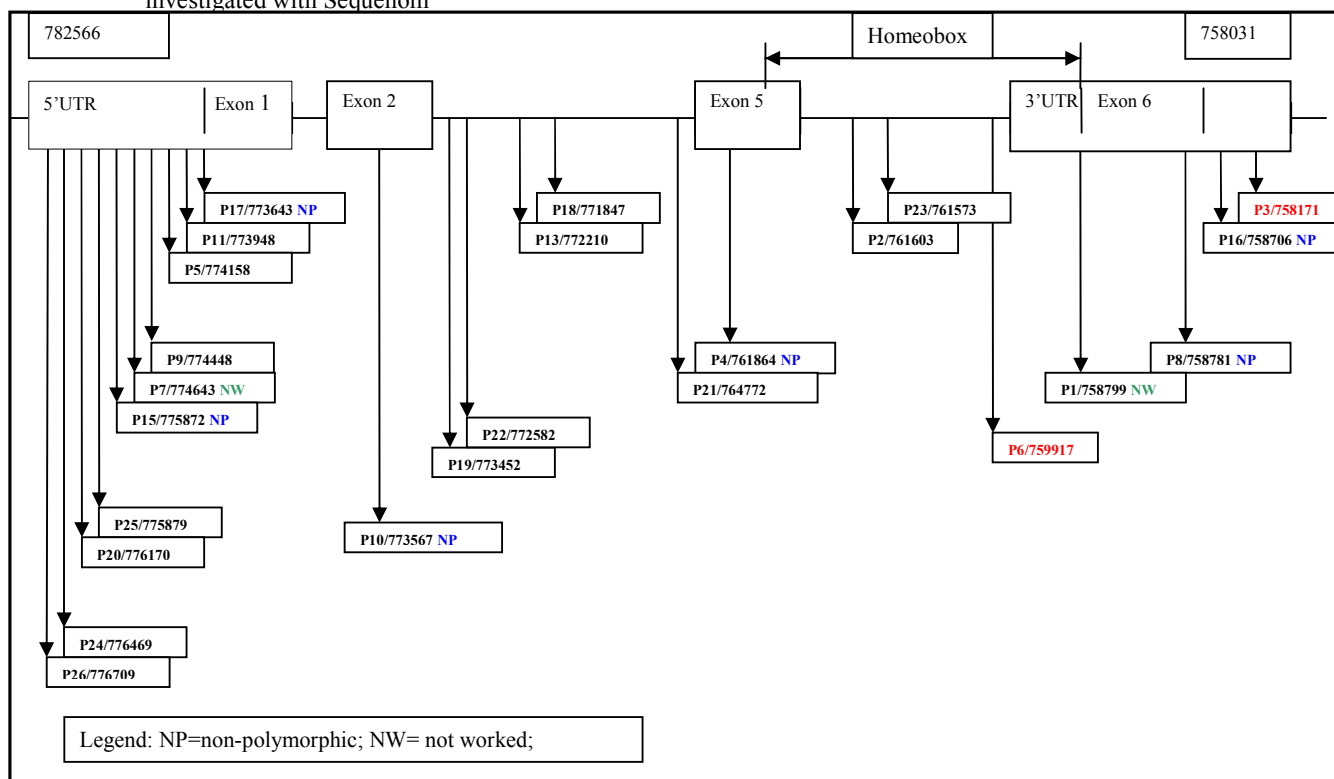 investigated with Sequenom
782566
Homeobox
758031
5’UTR
Exon 1
Exon 2
Exon 5
3’UTR
Exon 6
P17/773643 NP
P11/773948
P5/774158
P18/771847
P13/772210
P23/761573
P2/761603
P3/758171
P16/758706 NP
P9/774448
P7/774643 NW
P15/775872 NP
P4/761864 NP
P21/764772
P8/758781 NP
P1/758799 NW
P22/772582
P19/773452
P6/759917
P25/775879
P20/776170
P10/773567 NP
P24/776469
P26/776709
Legend: NP=non-polymorphic; NW= not worked;